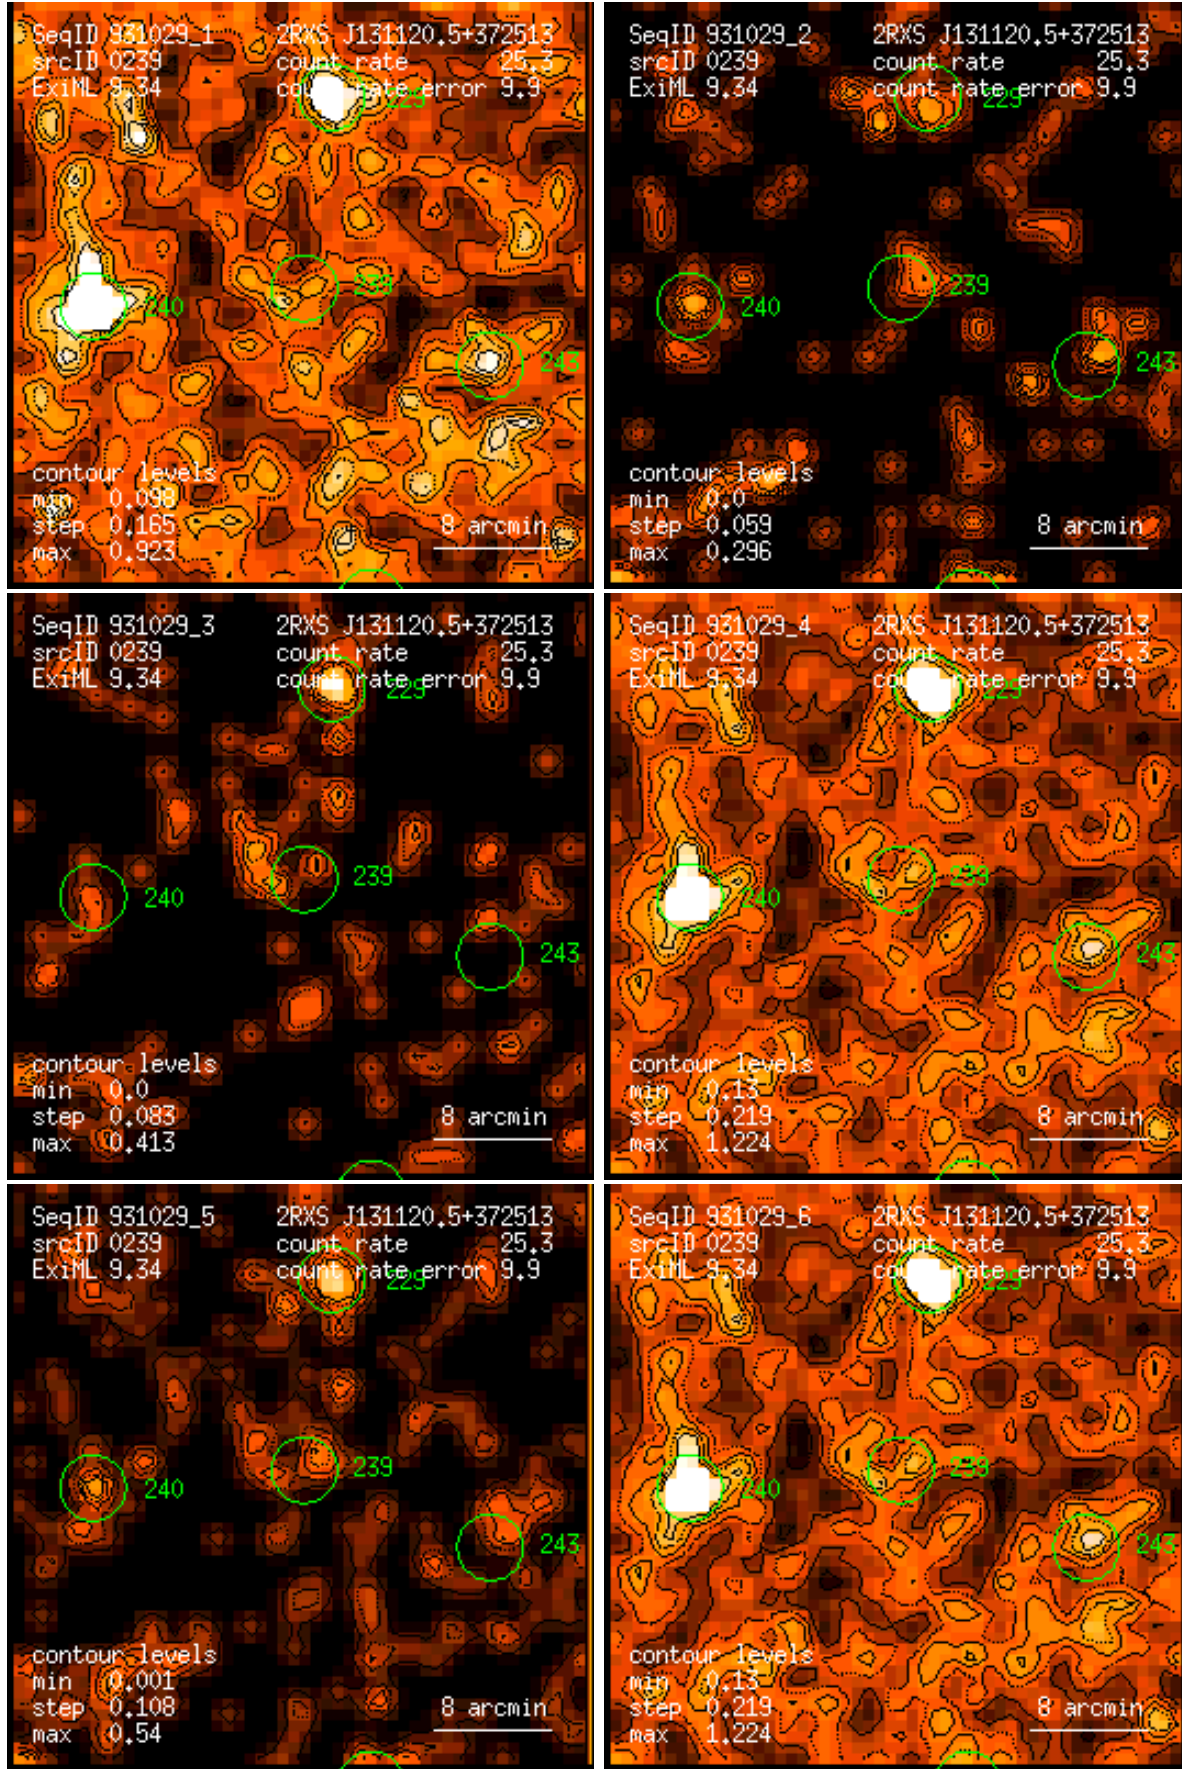 SeqID 931029_1 2RXS J131120.5+372513
srcID 0239 count rate 25.3
ExiML 9.34 count rate error 9.9
229
239
240
243
contour levels
min 0.098
step 0.165 8 arcmin
max 0.923
SeqID 931029_2 2RXS J131120.5+372513
srcID 0239 count rate 25.3
ExiML 9.34 count rate error 9.9
229
239
240
243
contour levels
min 0.0
step 0.059 8 arcmin
max 0.296
SeqID 931029_3 2RXS J131120.5+372513
srcID 0239 count rate 25.3
ExiML 9.34 count rate error 9.9
229
239
240
243
contour levels
min 0.0
step 0.083 8 arcmin
max 0.413
SeqID 931029_4 2RXS J131120.5+372513
srcID 0239 count rate 25.3
ExiML 9.34 count rate error 9.9
229
239
240
243
contour levels
min 0.13
step 0.219 8 arcmin
max 1.224
SeqID 931029_5 2RXS J131120.5+372513
srcID 0239 count rate 25.3
ExiML 9.34 count rate error 9.9
229
239
240
243
contour levels
min 0.001
step 0.108 8 arcmin
max 0.54
SeqID 931029_6 2RXS J131120.5+372513
srcID 0239 count rate 25.3
ExiML 9.34 count rate error 9.9
229
239
240
243
contour levels
min 0.13
step 0.219 8 arcmin
max 1.224